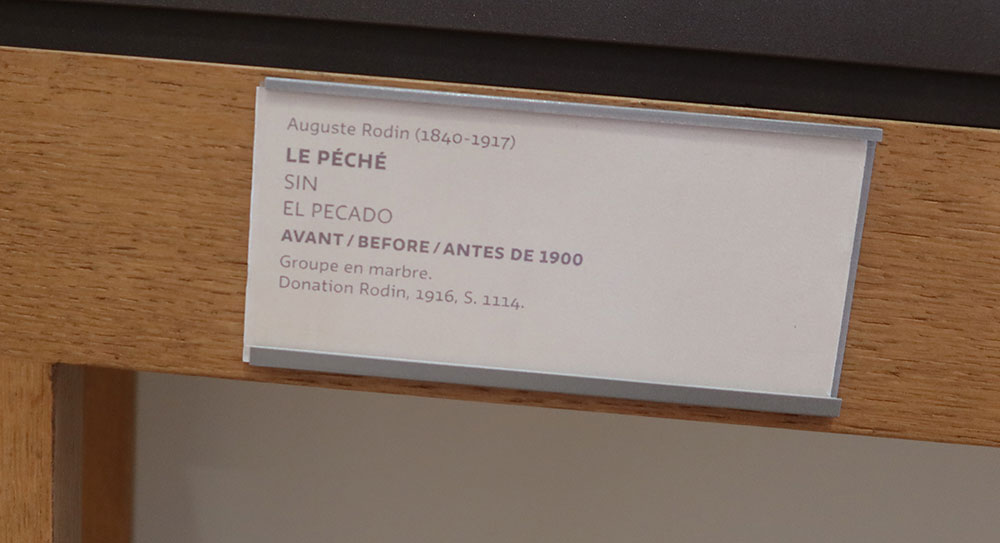 Auguste Rodin (1840-1917)
LE PÉCHÉ
SIN
EL PECADO
AVANT / BEFORE / ANTES DE 1900
Groupe en marbre.
Donation Rodin, 1916, S. 1114.